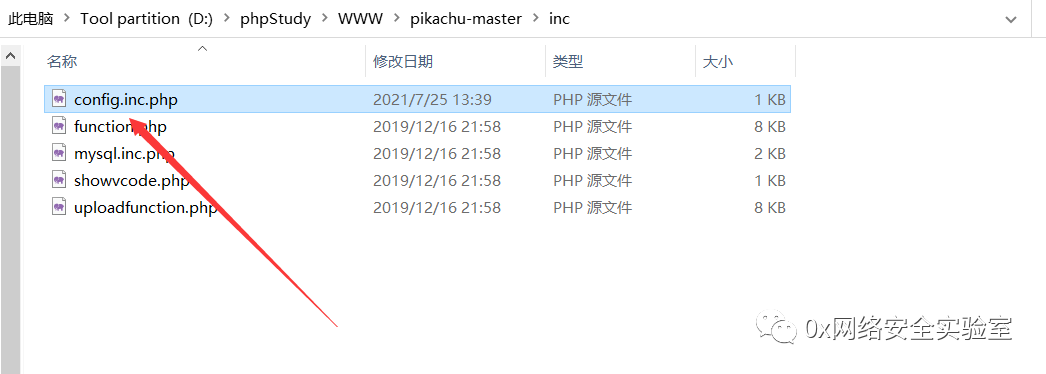 此电脑 > Tool partition (D:) > phpStudy > WWW > pikachu-master > inc
名称 修改日期 类型 大小
config.inc.php 2021/7/25 13:39 PHP 源文件 1 KB
function.php 2019/12/16 21:58 PHP 源文件 8 KB
mysql.inc.php 2019/12/16 21:58 PHP 源文件 2 KB
showvcode.php 2019/12/16 21:58 PHP 源文件 1 KB
uploadfunction.php 2019/12/16 21:58 PHP 源文件 8 KB
0x网络安全实验室